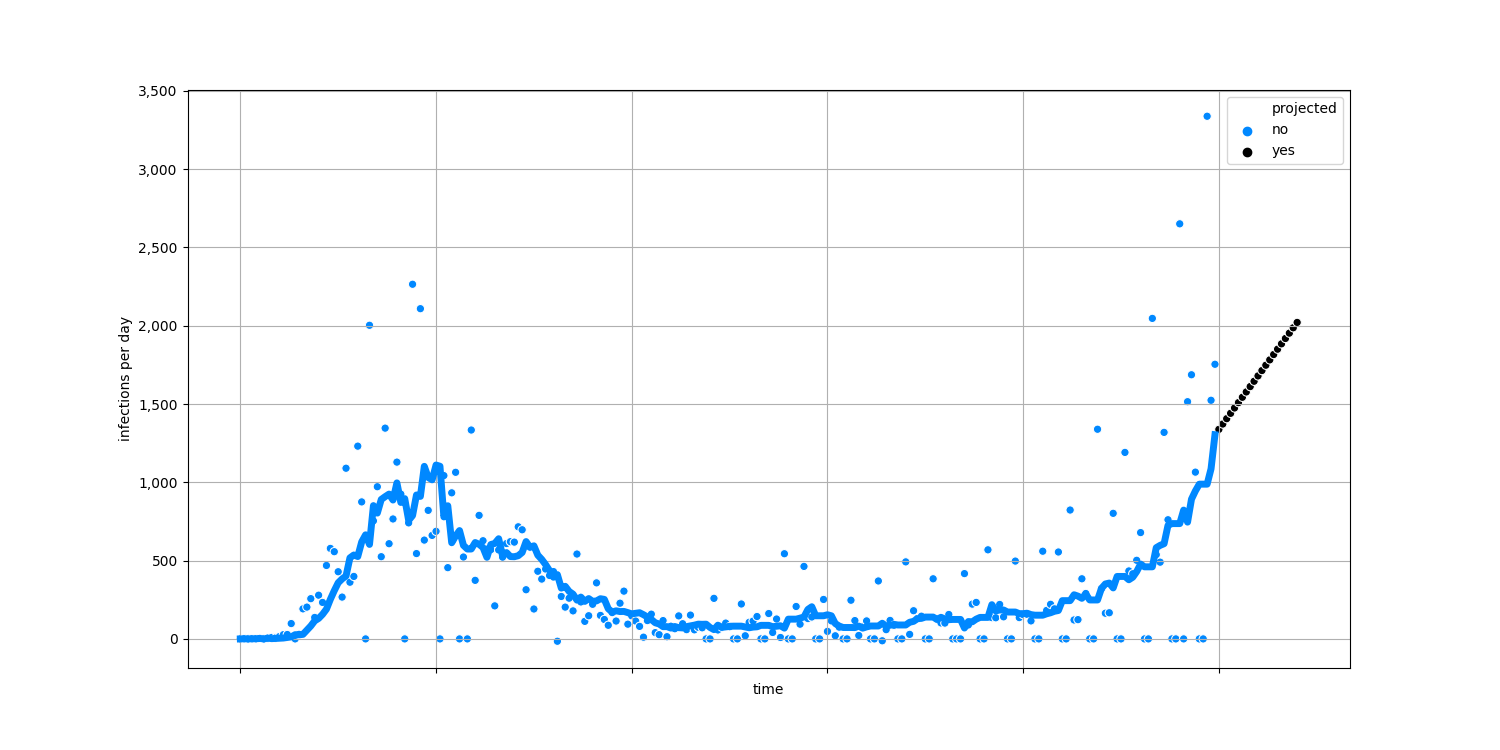 3,500
3,000
2,500
2,000
1,500
1,000
500
0
infections per day
time
projected
no
yes